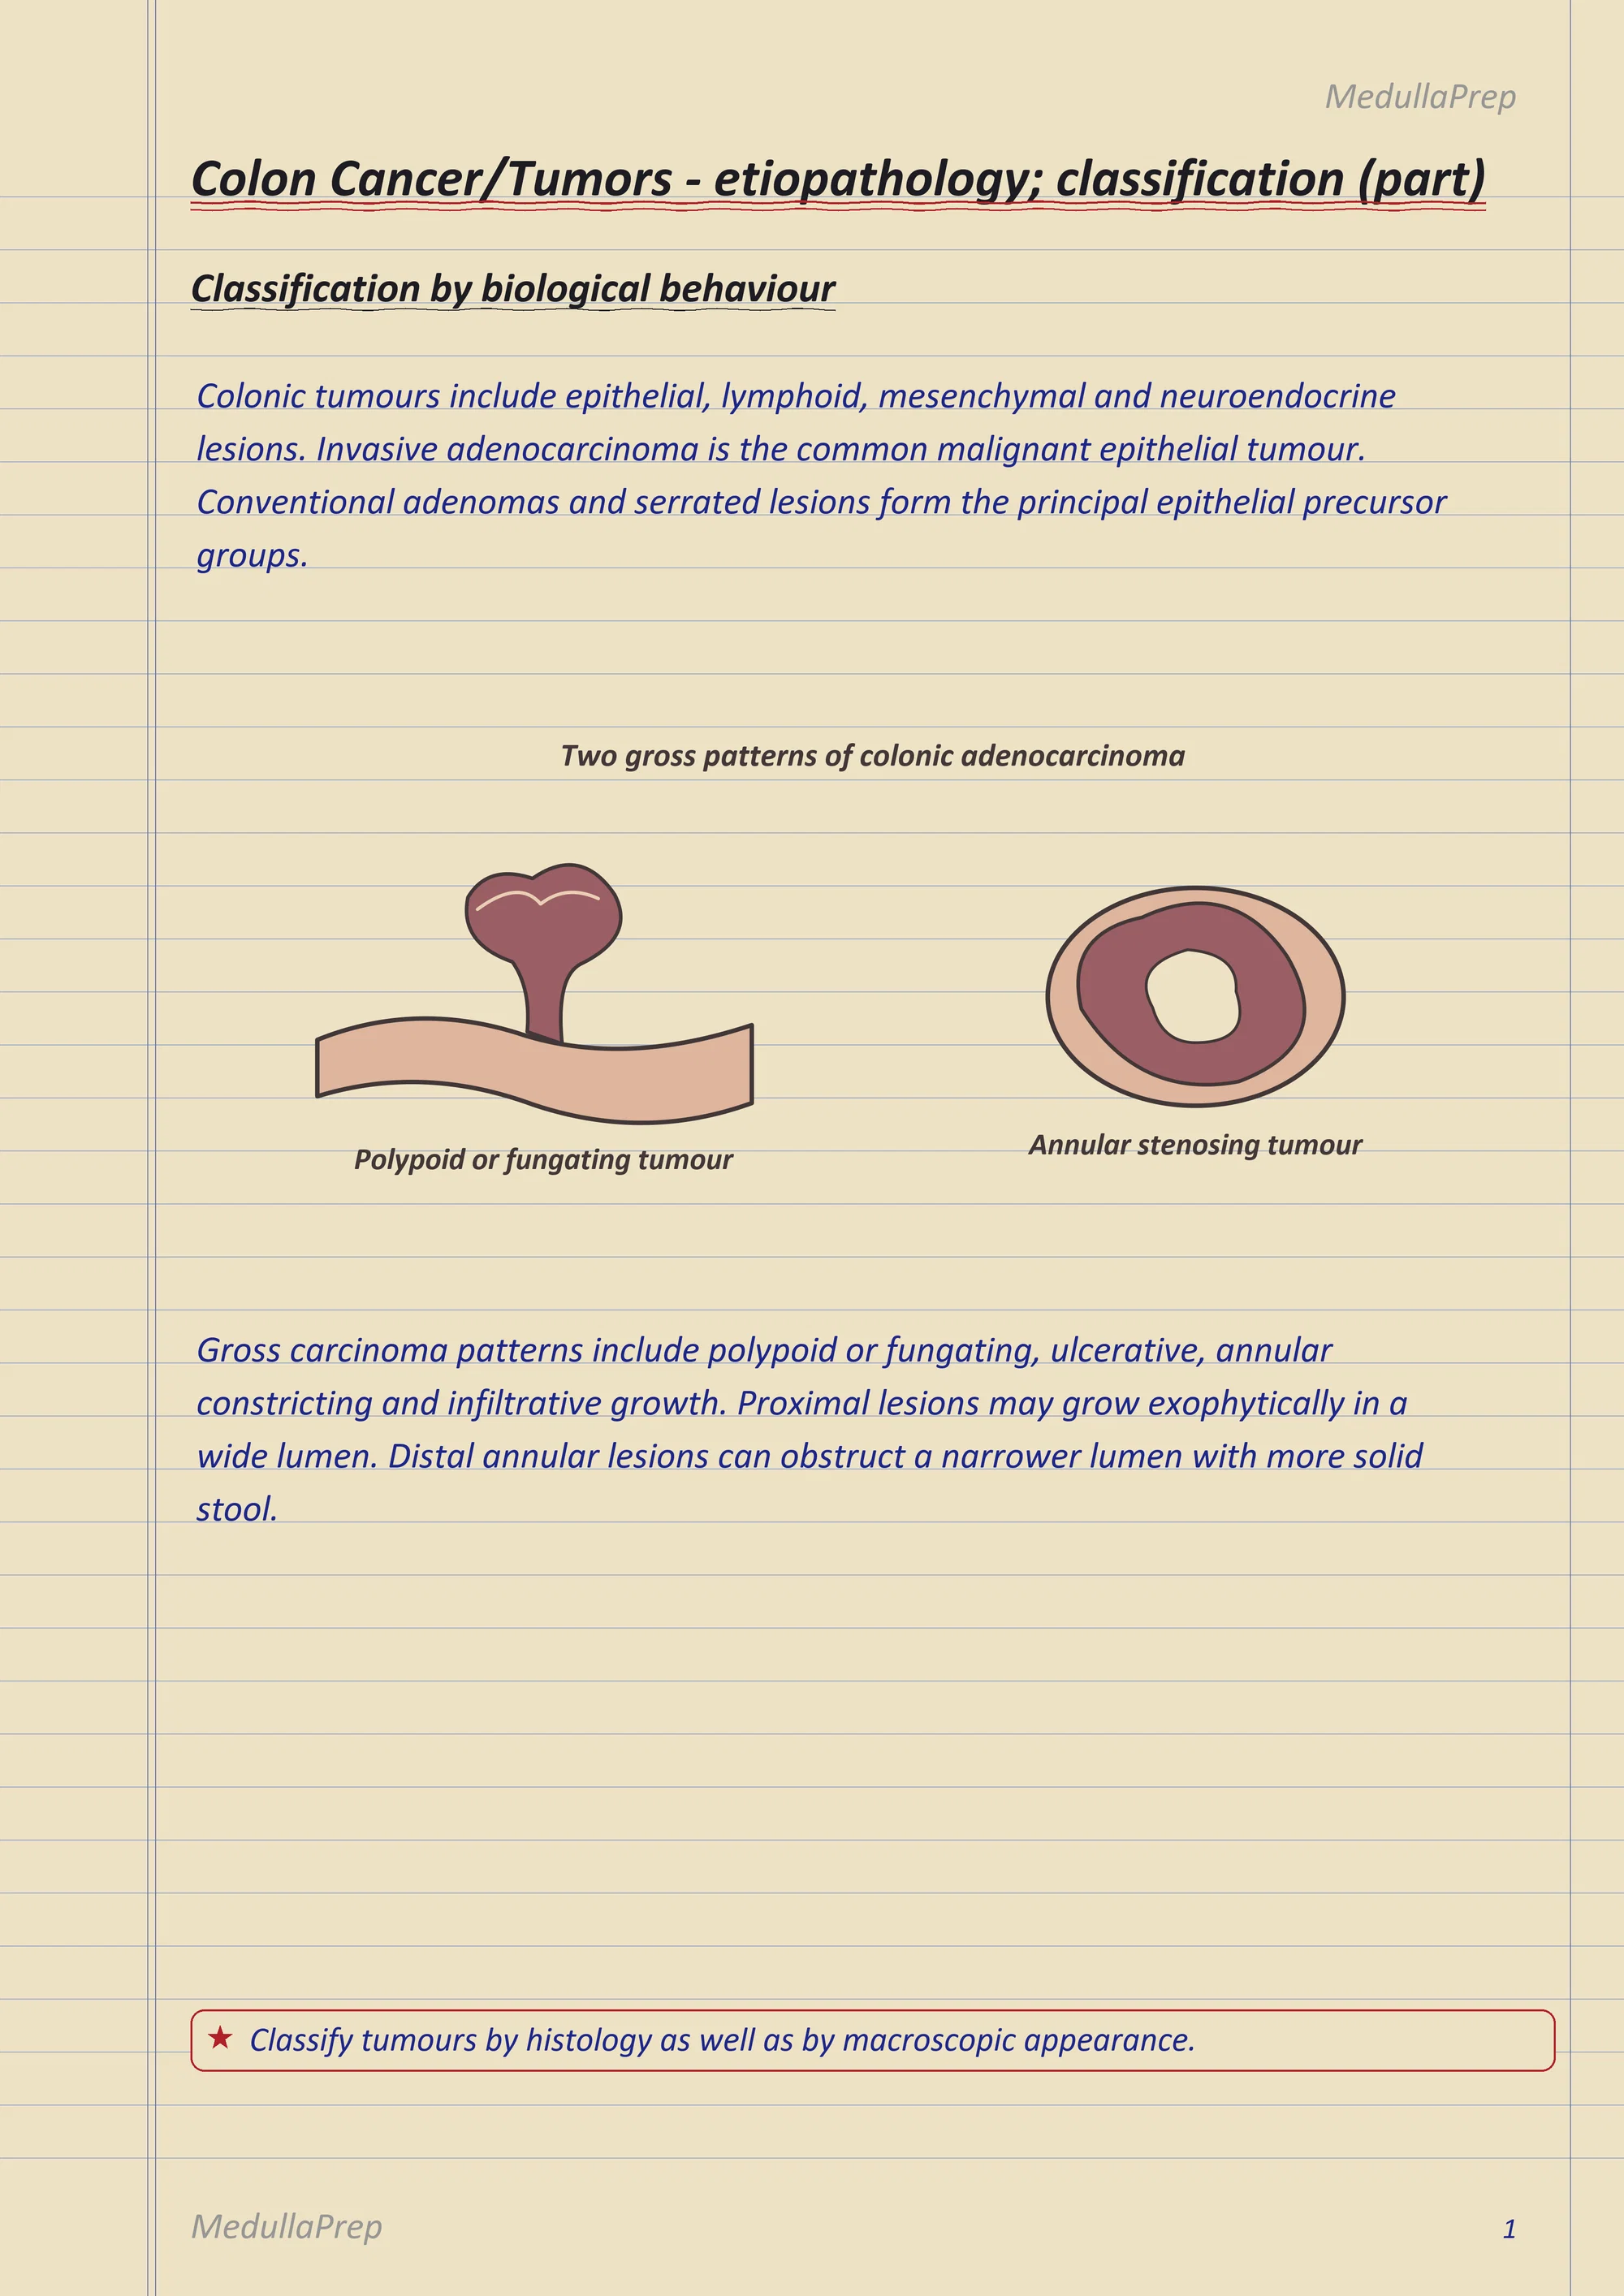 MedullaPrep
Colon Cancer/Tumors - etiopathology; classification (part)
Classification by biological behaviour
Colonic tumours include epithelial, lymphoid, mesenchymal and neuroendocrine
lesions. Invasive adenocarcinoma is the common malignant epithelial tumour.
Conventional adenomas and serrated lesions form the principal epithelial precursor
groups.
Two gross patterns of colonic adenocarcinoma
Polypoid or fungating tumour
Annular stenosing tumour
Gross carcinoma patterns include polypoid or fungating, ulcerative, annular
constricting and infiltrative growth. Proximal lesions may grow exophytically in a
wide lumen. Distal annular lesions can obstruct a narrower lumen with more solid
stool.
★ Classify tumours by histology as well as by macroscopic appearance.
MedullaPrep
1